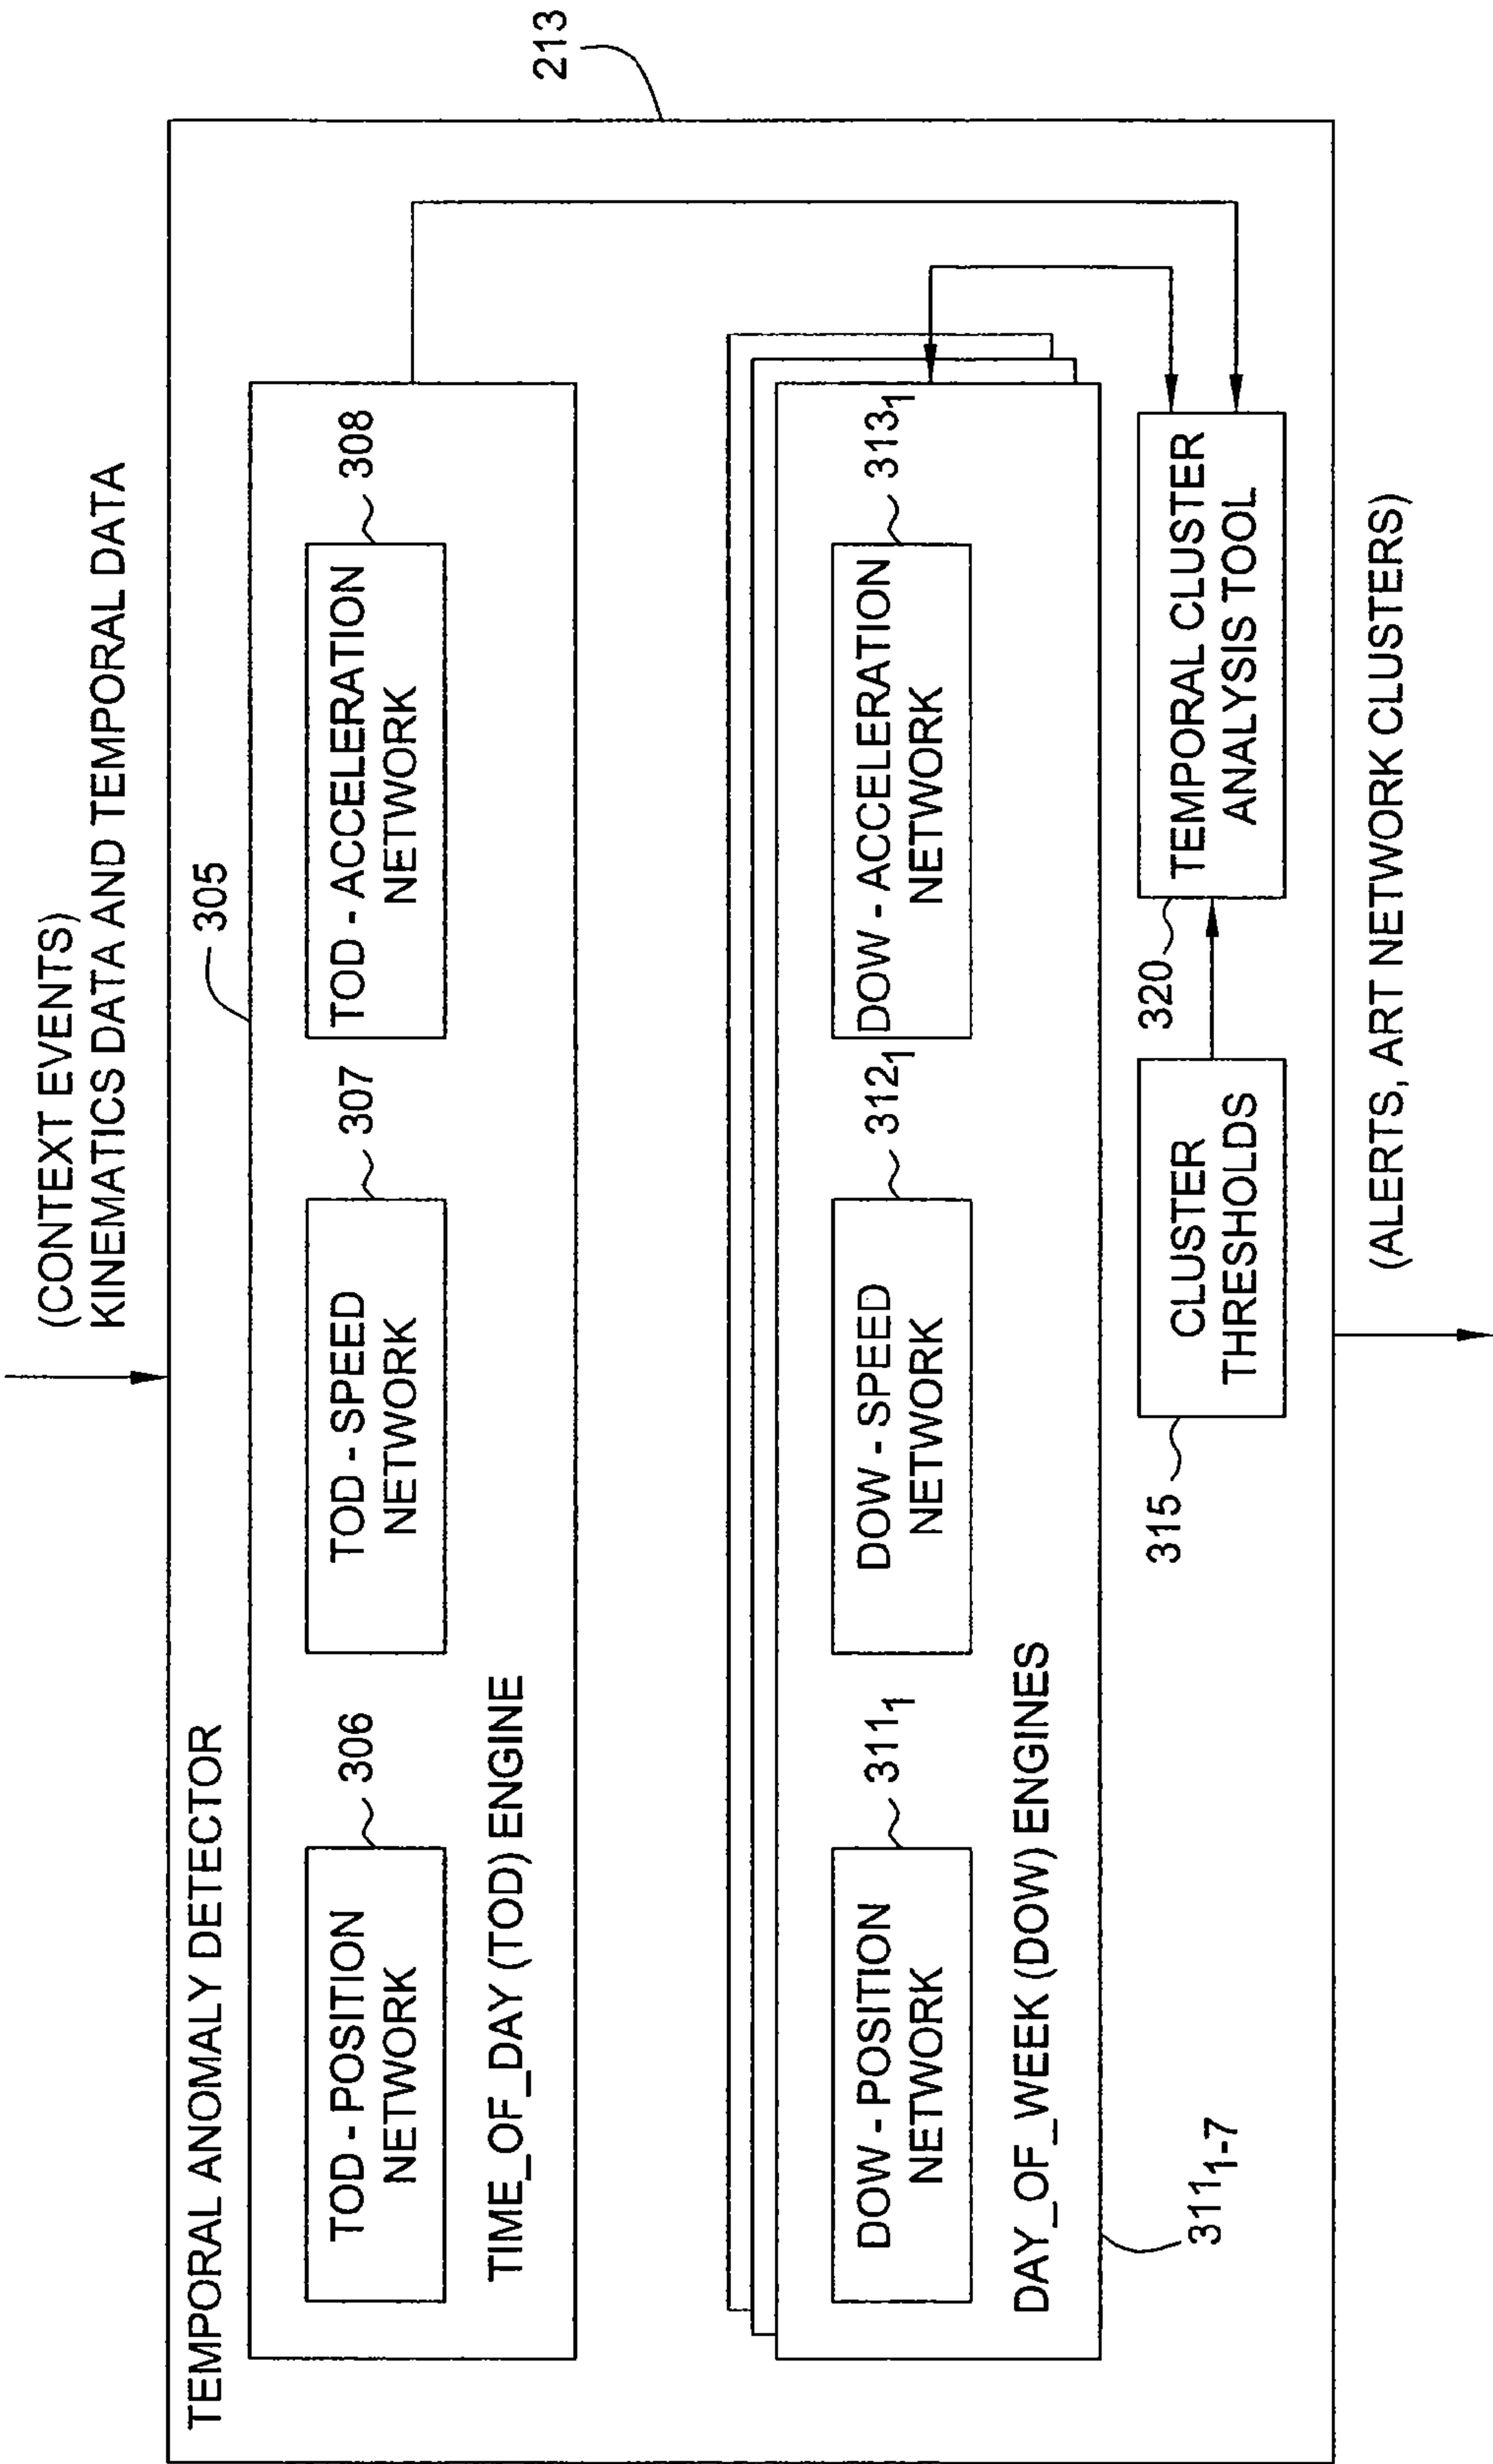 (CONTEXT EVENTS)
KINEMATICS DATA AND TEMPORAL DATA
213
TEMPORAL ANOMALY DETECTOR
305
306
307
308
TOD - POSITION
NETWORK
TOD - SPEED
NETWORK
TOD - ACCELERATION
NETWORK
TIME_OF_DAY (TOD) ENGINE
311₁
312₁
313₁
DOW - POSITION
NETWORK
DOW - SPEED
NETWORK
DOW - ACCELERATION
NETWORK
DAY_OF_WEEK (DOW) ENGINES
311₁₋₇
315
CLUSTER
THRESHOLDS
320
TEMPORAL CLUSTER
ANALYSIS TOOL
(ALERTS, ART NETWORK CLUSTERS)